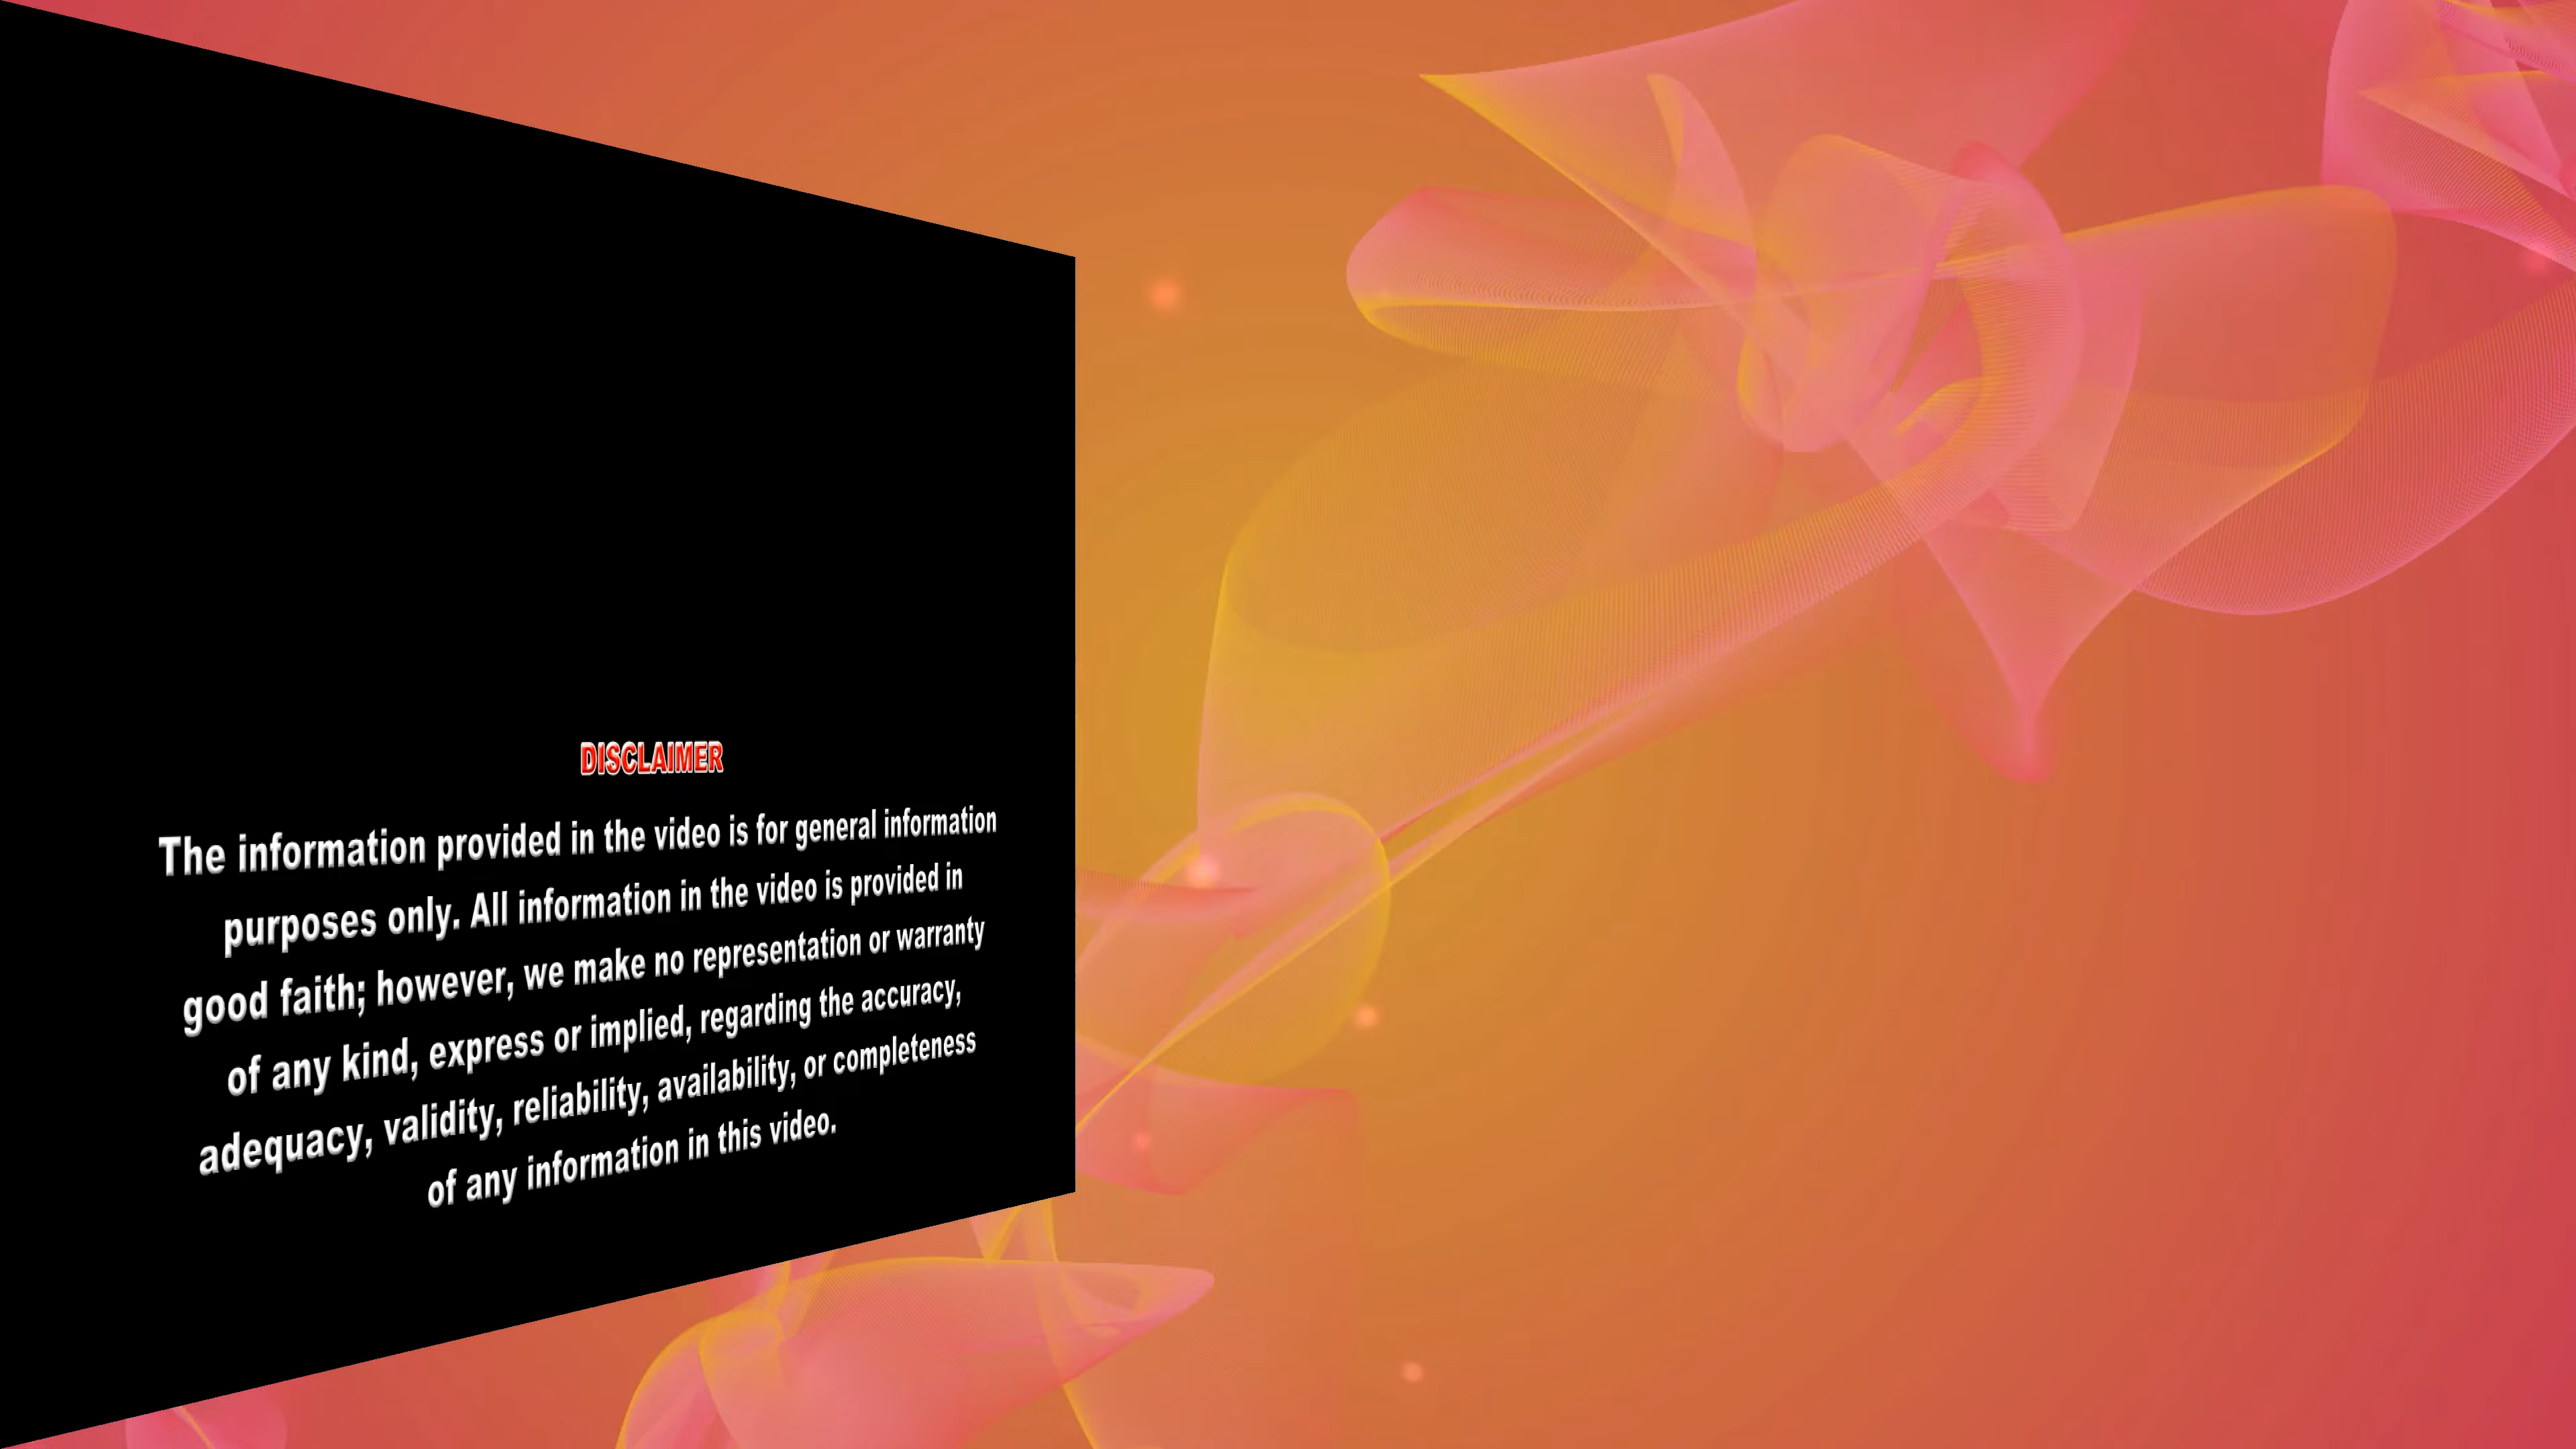 DISCLAIMER
The information provided in the video is for general information
purposes only. All information in the video is provided in
good faith; however, we make no representation or warranty
of any kind, express or implied, regarding the accuracy,
adequacy, validity, reliability, availability, or completeness
of any information in this video.